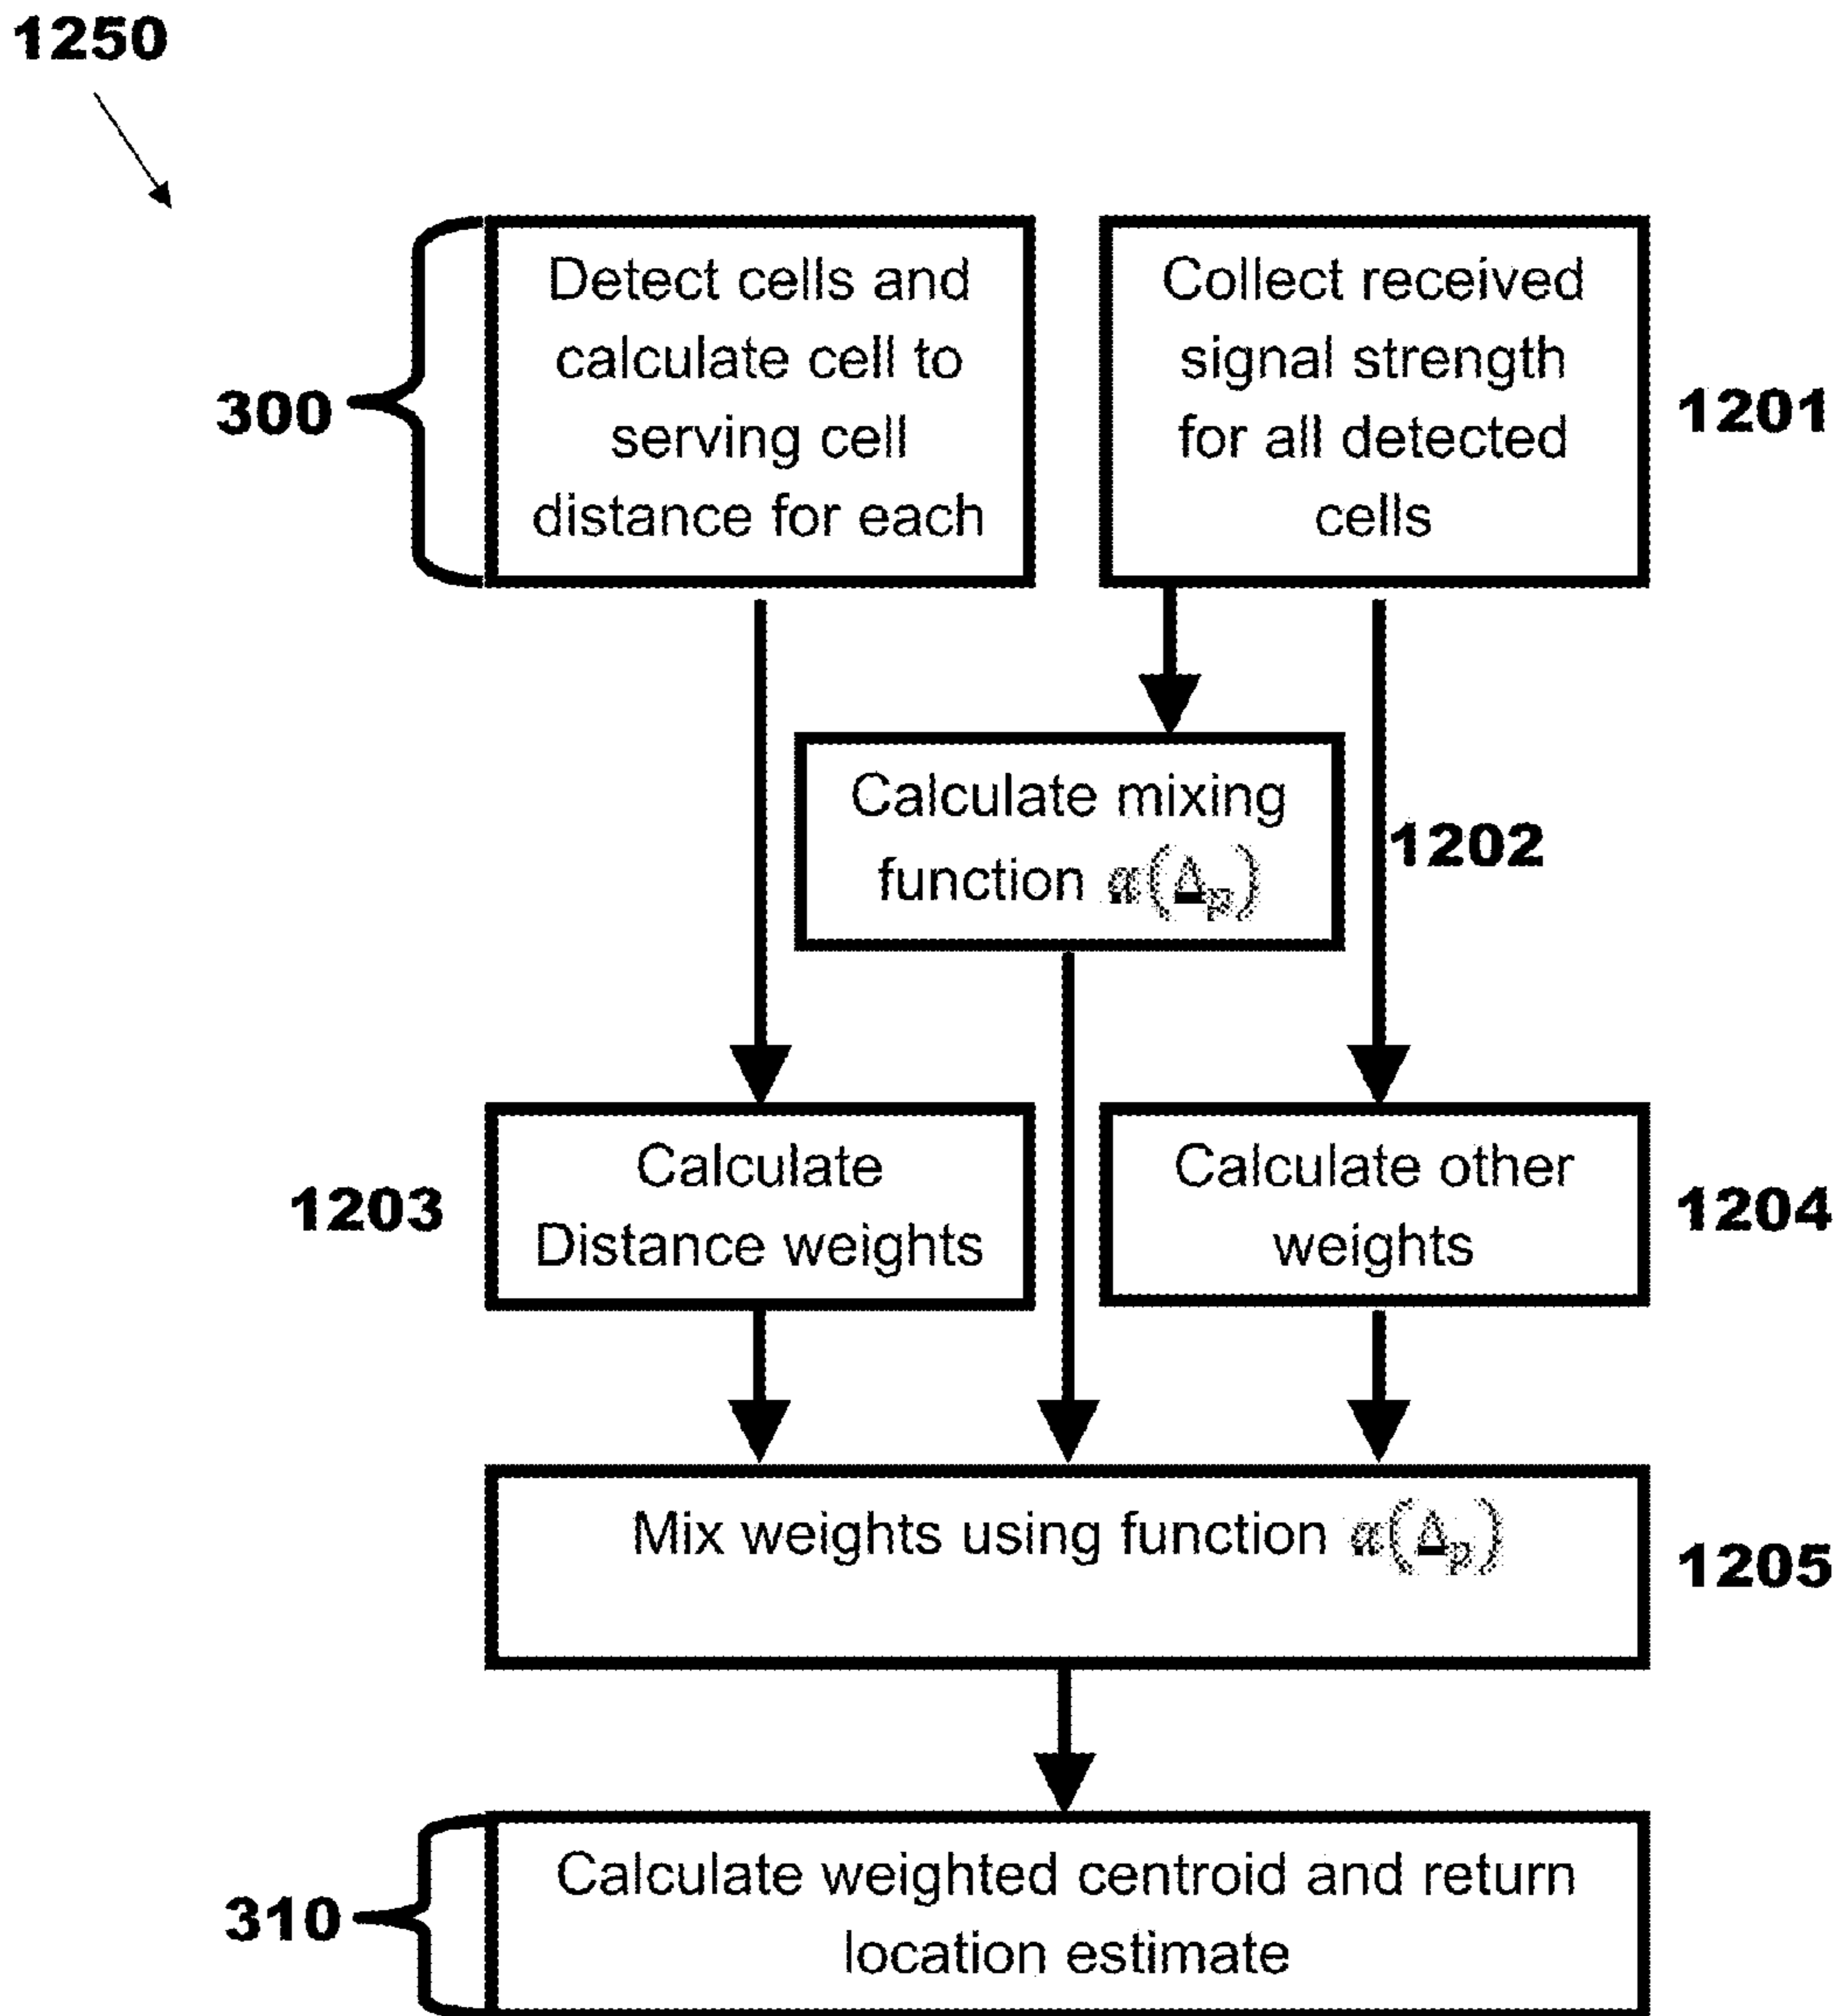 1250
Detect cells and
calculate cell to
serving cell
distance for each
300
Collect received
signal strength
for all detected
cells
1201
Calculate mixing
function α(Δp)
1202
1203
Calculate
Distance weights
Calculate other
weights
1204
Mix weights using function α(Δp)
1205
310
Calculate weighted centroid and return
location estimate